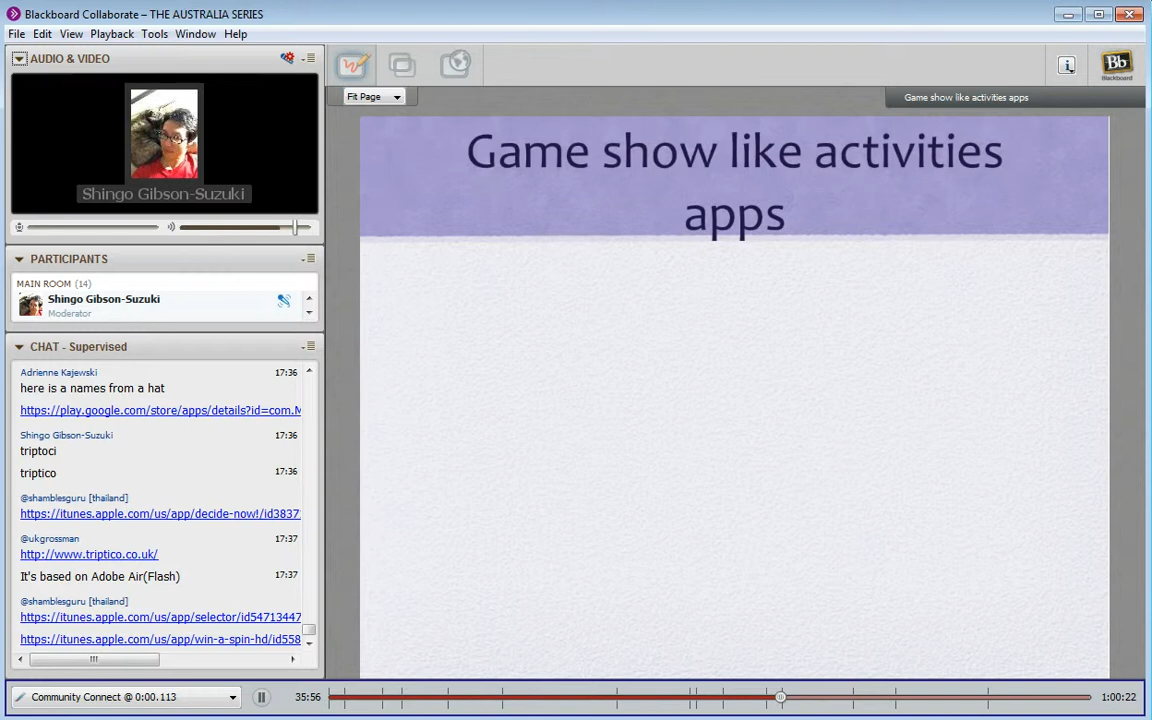 Blackboard Collaborate – THE AUSTRALIA SERIES
File Edit View Playback Tools Window Help
AUDIO & VIDEO
Shingo Gibson-Suzuki
PARTICIPANTS
MAIN ROOM (14)
Shingo Gibson-Suzuki
Moderator
CHAT - Supervised
Adrienne Kajewski 17:36
here is a names from a hat
https://play.google.com/store/apps/details?id=com.M
Shingo Gibson-Suzuki 17:36
triptoci
triptico 17:36
@shamblesguru [thailand]
https://itunes.apple.com/us/app/decide-now!/id3837
@ukgrossman 17:37
http://www.triptico.co.uk/
It's based on Adobe Air(Flash) 17:37
@shamblesguru [thailand]
https://itunes.apple.com/us/app/selector/id54713447
https://itunes.apple.com/us/app/win-a-spin-hd/id558
Fit Page
Game show like activities apps
Bb
Blackboard
Game show like activities
apps
Community Connect @ 0:00.113
35:56
1:00:22